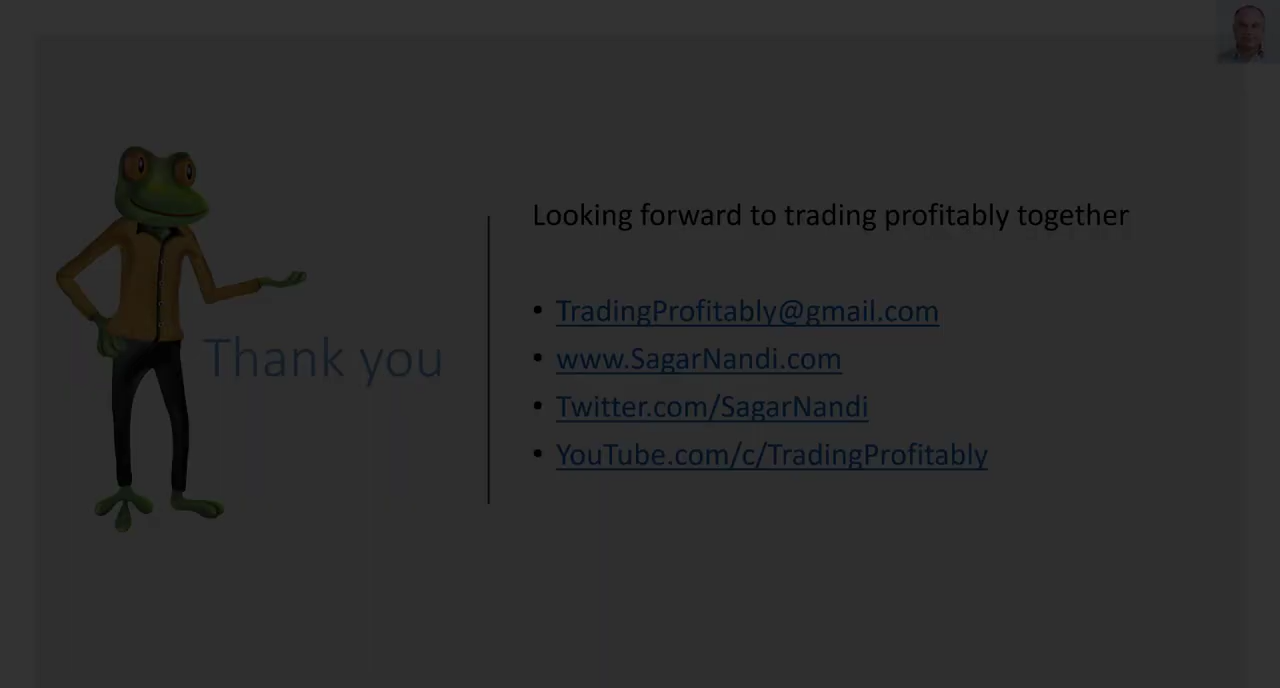 Thank you
Looking forward to trading profitably together
• TradingProfitably@gmail.com
• www.SagarNandi.com
• Twitter.com/SagarNandi
• YouTube.com/c/TradingProfitably